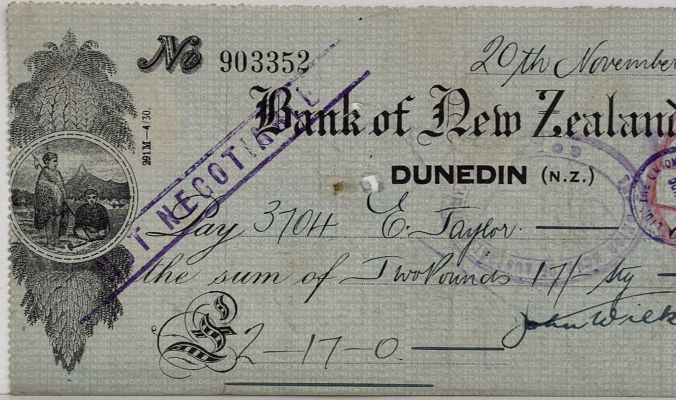 No 903352
20th November
Bank of New Zealand
291M-4/30.
DUNEDIN (N.Z.)
NOT NEGOTIABLE
Pay 3704 E. Taylor.
the sum of Two Pounds 17/- stg
£2-17-0.
John Wilk